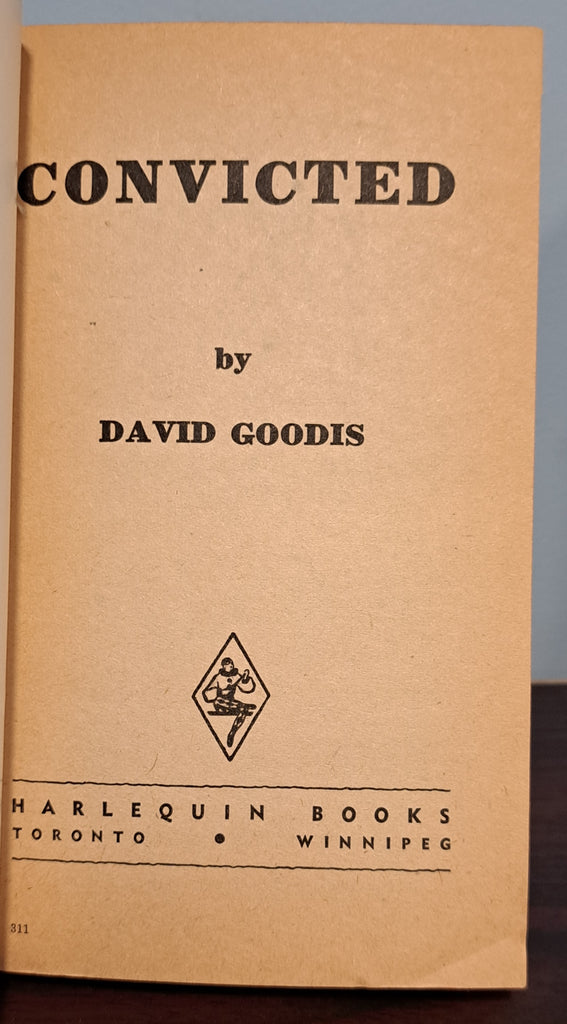 CONVICTED
by
DAVID GOODIS
HARLEQUIN BOOKS
TORONTO • WINNIPEG
311